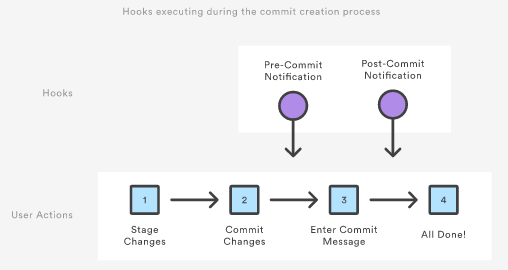 Hooks executing during the commit creation process
Hooks
Pre-Commit
Notification
Post-Commit
Notification
User Actions
1
2
3
4
Stage
Changes
Commit
Changes
Enter Commit
Message
All Done!